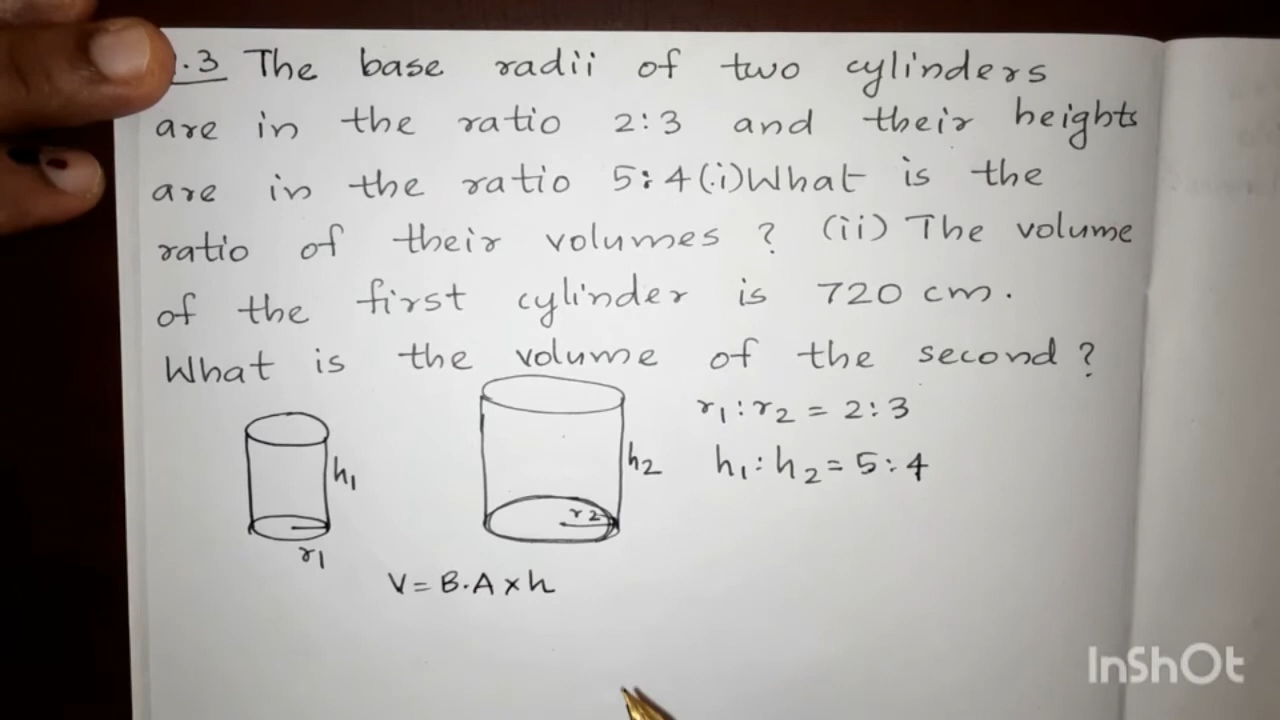 .3 The base radii of two cylinders
are in the ratio 2:3 and their heights
are in the ratio 5:4(i)What is the
ratio of their volumes ? (ii) The volume
of the first cylinder is 720 cm.
What is the volume of the second ?
r1:r2 = 2:3
h1:h2 = 5:4
h1
h2
r2
r1
V = B.A x h
InShOt